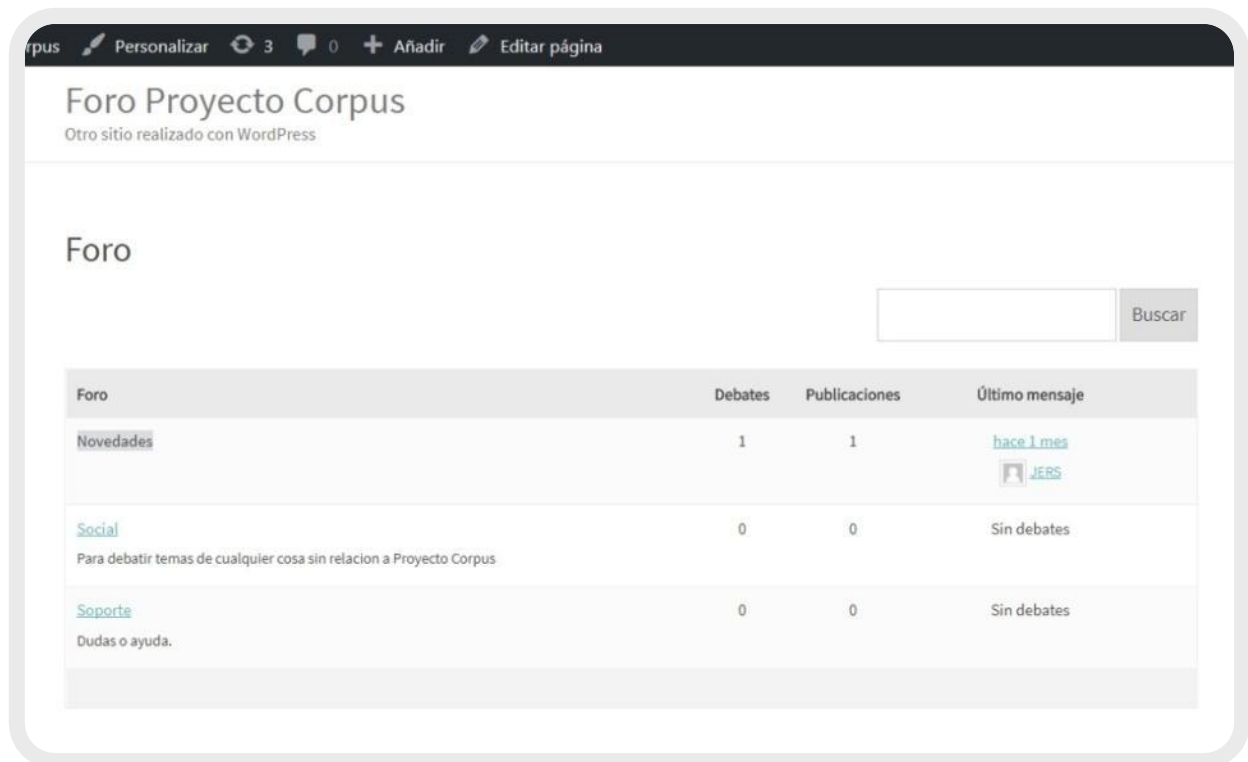 rpus Personalizar 3 0 Añadir Editar página
Foro Proyecto Corpus
Otro sitio realizado con WordPress
Foro
Buscar
Foro Debates Publicaciones Último mensaje
Novedades 1 1 hace 1 mes
JERS
Social 0 0 Sin debates
Para debatir temas de cualquier cosa sin relacion a Proyecto Corpus
Soporte 0 0 Sin debates
Dudas o ayuda.